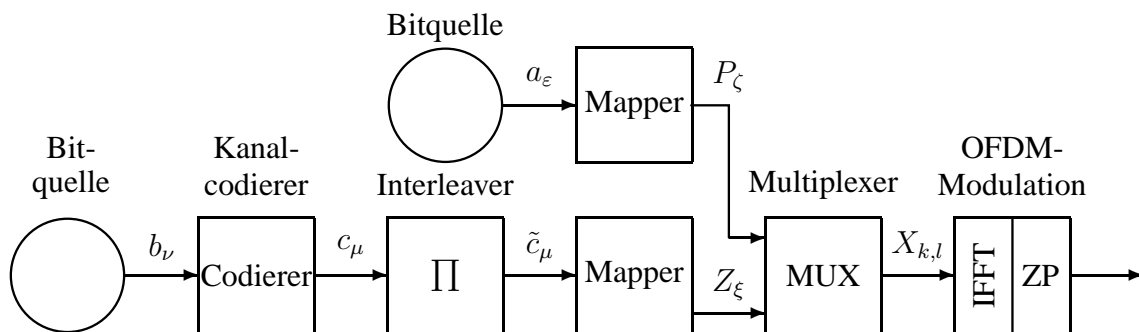 Bitquelle
a_ε
Mapper
P_ζ
Bit-
quelle
Kanal-
codierer
Interleaver
Multiplexer
OFDM-
Modulation
b_ν
Codierer
c_μ
∏
c̃_μ
Mapper
Z_ξ
MUX
X_{k,l}
IFFT
ZP